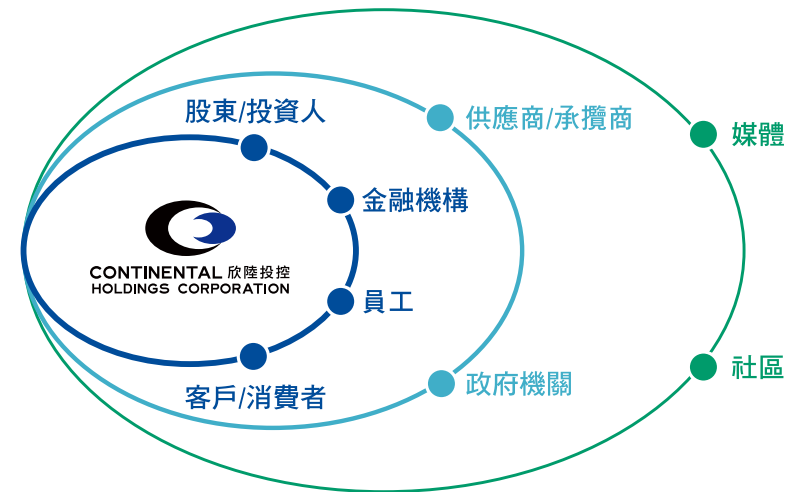 股東/投資人
供應商/承攬商
媒體
金融機構
CONTINENTAL 欣陸投控
HOLDINGS CORPORATION
員工
社區
政府機關
客戶/消費者